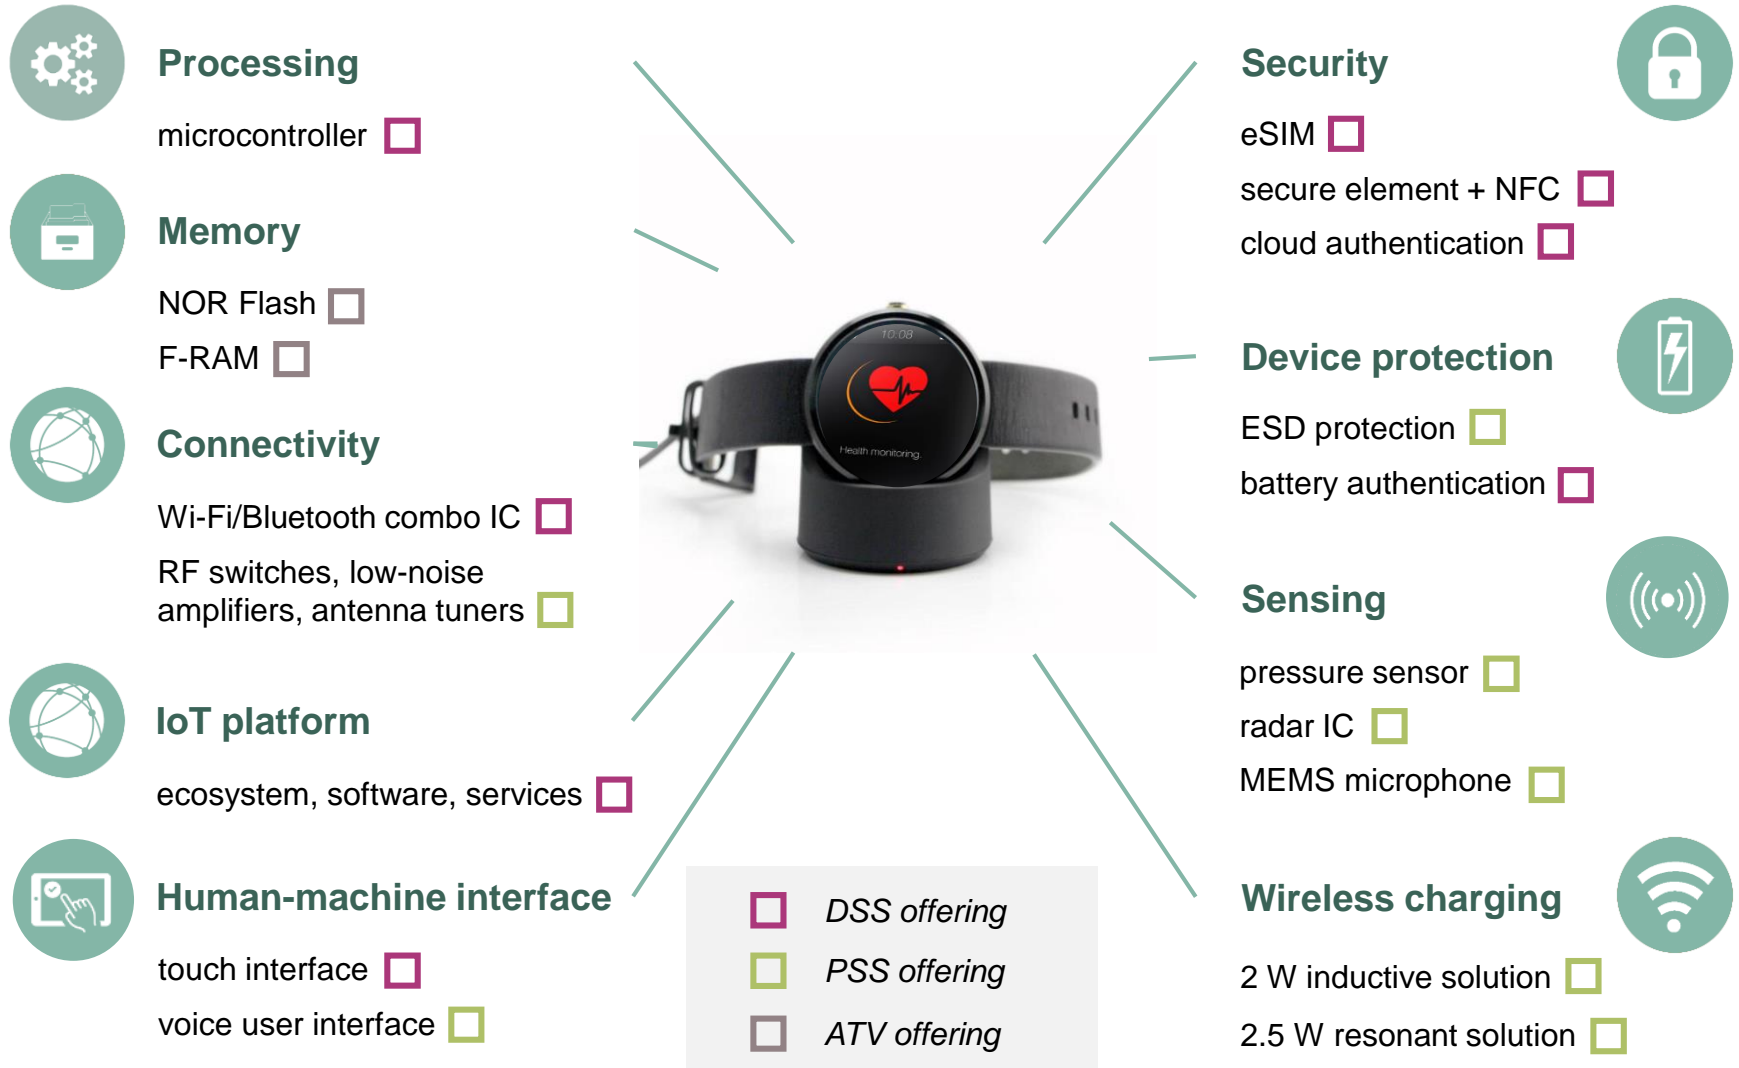 Processing
microcontroller
Memory
NOR Flash
F-RAM
Connectivity
Wi-Fi/Bluetooth combo IC
RF switches, low-noise
amplifiers, antenna tuners
IoT platform
ecosystem, software, services
Human-machine interface
touch interface
voice user interface
10:08
Health monitoring.
DSS offering
PSS offering
ATV offering
Security
eSIM
secure element + NFC
cloud authentication
Device protection
ESD protection
battery authentication
Sensing
pressure sensor
radar IC
MEMS microphone
Wireless charging
2 W inductive solution
2.5 W resonant solution